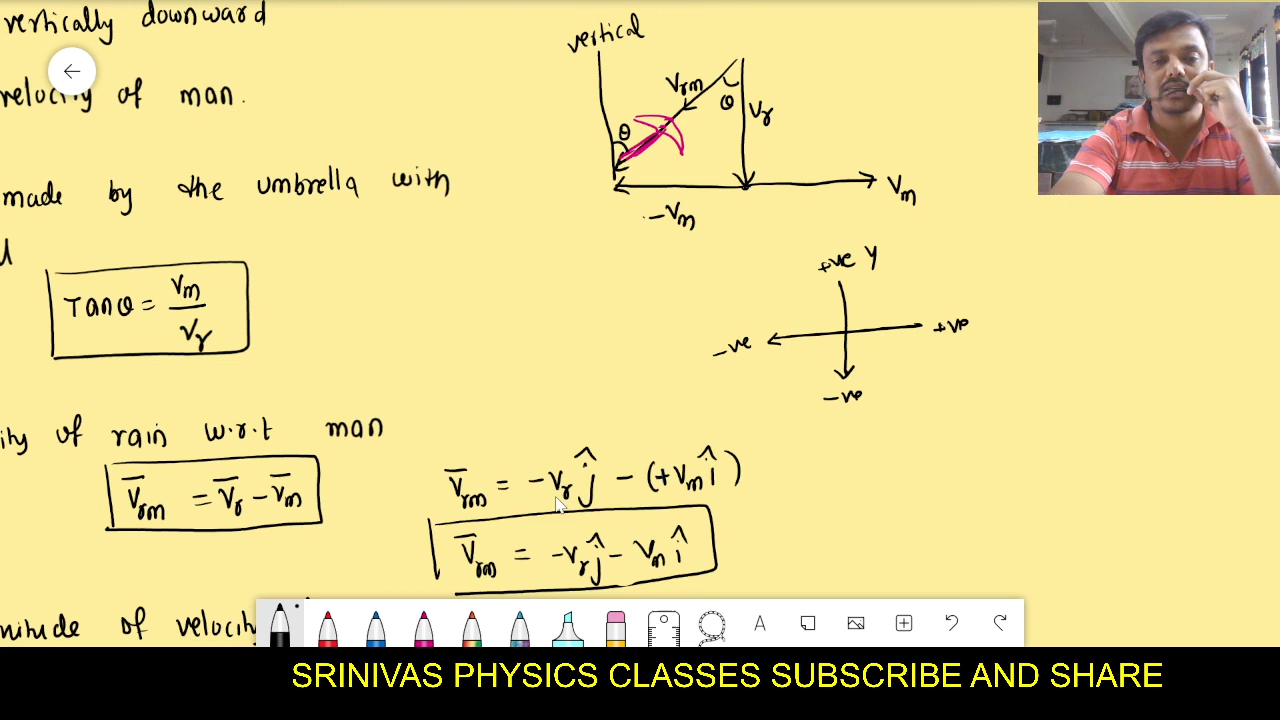 vertically downward
velocity of man.
made by the umbrella with
Tanθ = Vm/Vr
ity of rain w.r.t man
V̅rm = V̅r - V̅m
nitude of velocity
vertical
Vrm
θ
θ
Vr
-Vm
Vm
+ve Y
-ve
+ve
-ve
V̅rm = -Vr ĵ - (+Vm î)
V̅rm = -Vr ĵ - Vm î
A
SRINIVAS PHYSICS CLASSES SUBSCRIBE AND SHARE